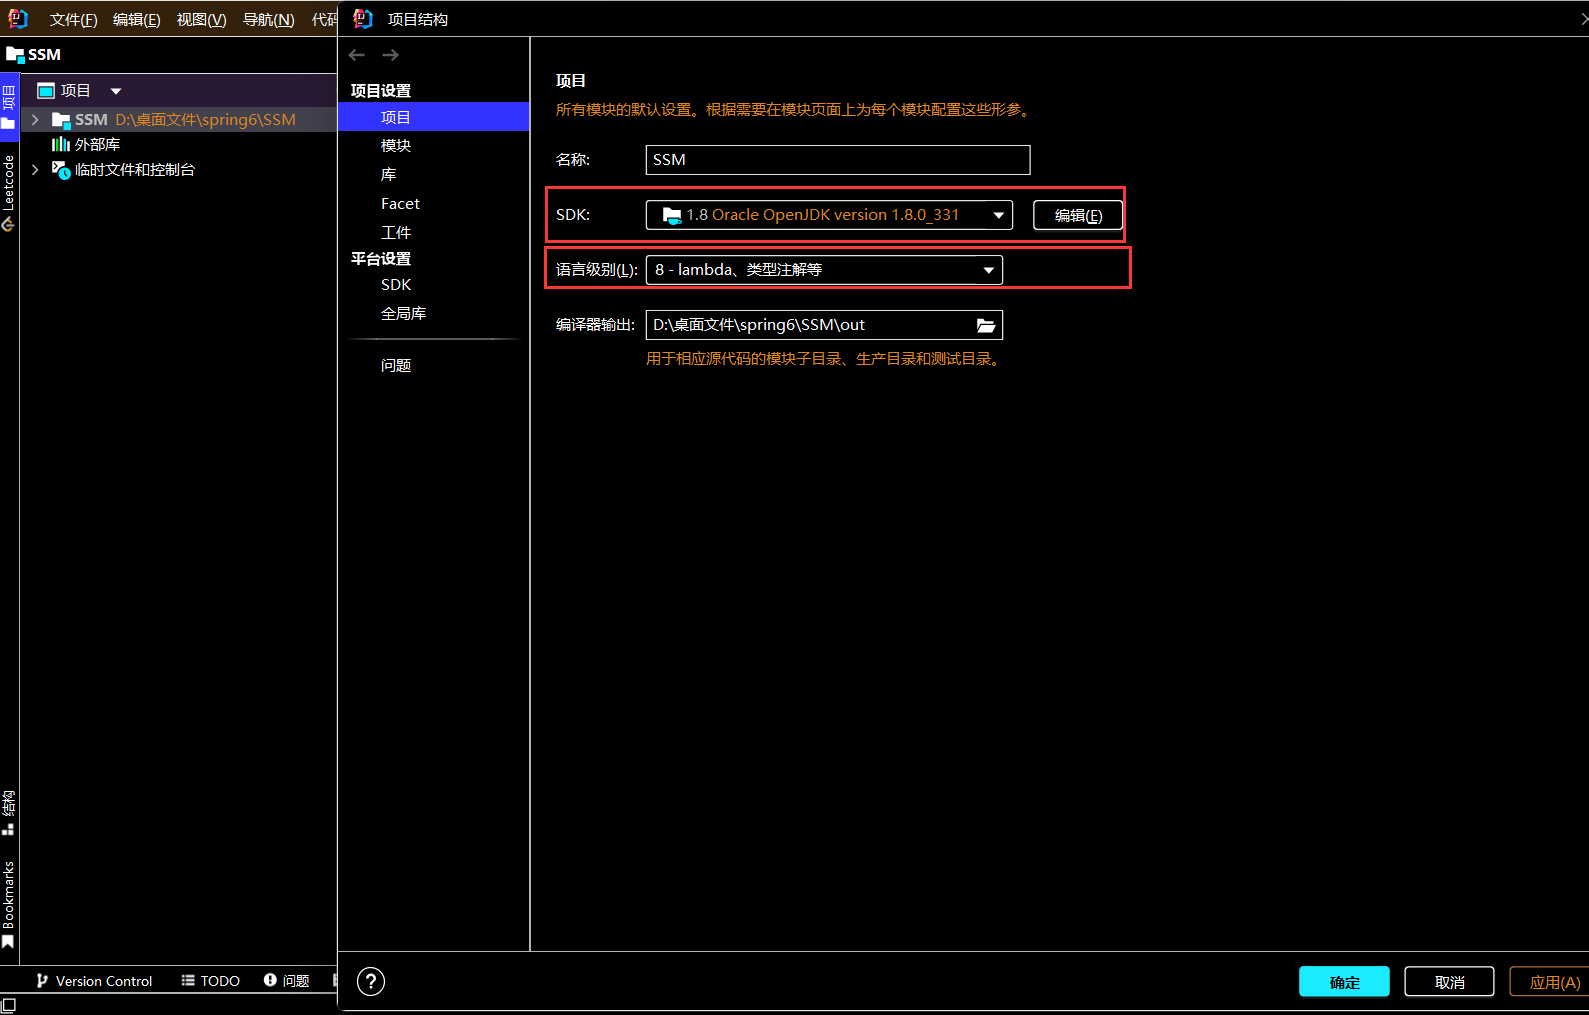 文件(F) 编辑(E) 视图(V) 导航(N) 代码
SSM
项目
SSM D:\桌面文件\spring6\SSM
外部库
临时文件和控制台
项目
Leetcode
结构
Bookmarks
Version Control TODO 问题
项目结构
项目设置
项目
模块
库
Facet
工件
平台设置
SDK
全局库
问题
项目
所有模块的默认设置。根据需要在模块页面上为每个模块配置这些形参。
名称: SSM
SDK: 1.8 Oracle OpenJDK version 1.8.0_331 编辑(E)
语言级别(L): 8 - lambda、类型注解等
编译器输出: D:\桌面文件\spring6\SSM\out
用于相应源代码的模块子目录、生产目录和测试目录。
? 确定 取消 应用(A)